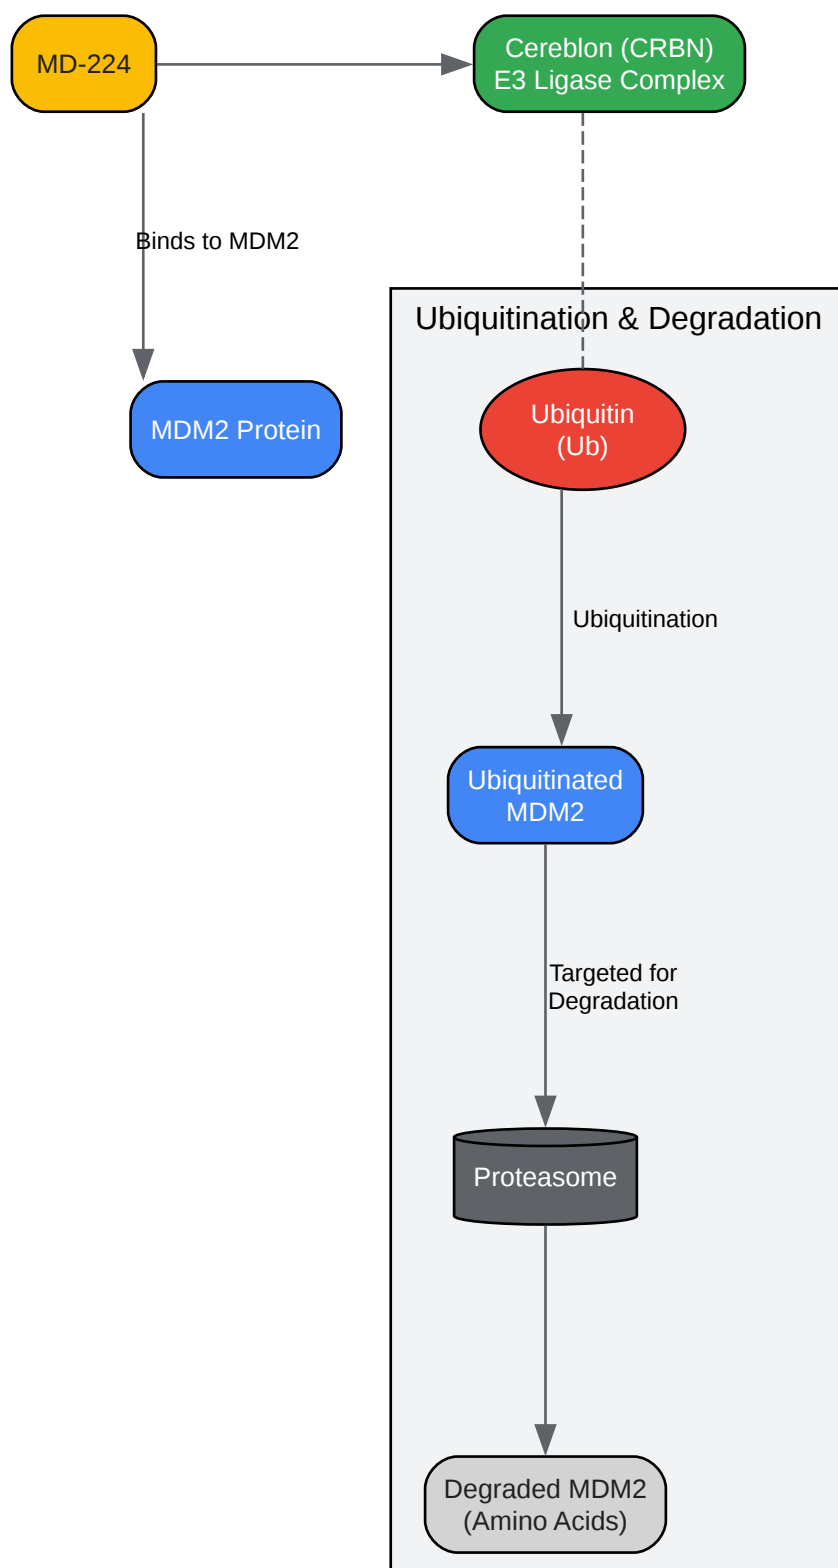 MD-224
Cereblon (CRBN)
E3 Ligase Complex
Binds to MDM2
Ubiquitination & Degradation
MDM2 Protein
Ubiquitin
(Ub)
Ubiquitination
Ubiquitinated
MDM2
Targeted for
Degradation
Proteasome
Degraded MDM2
(Amino Acids)